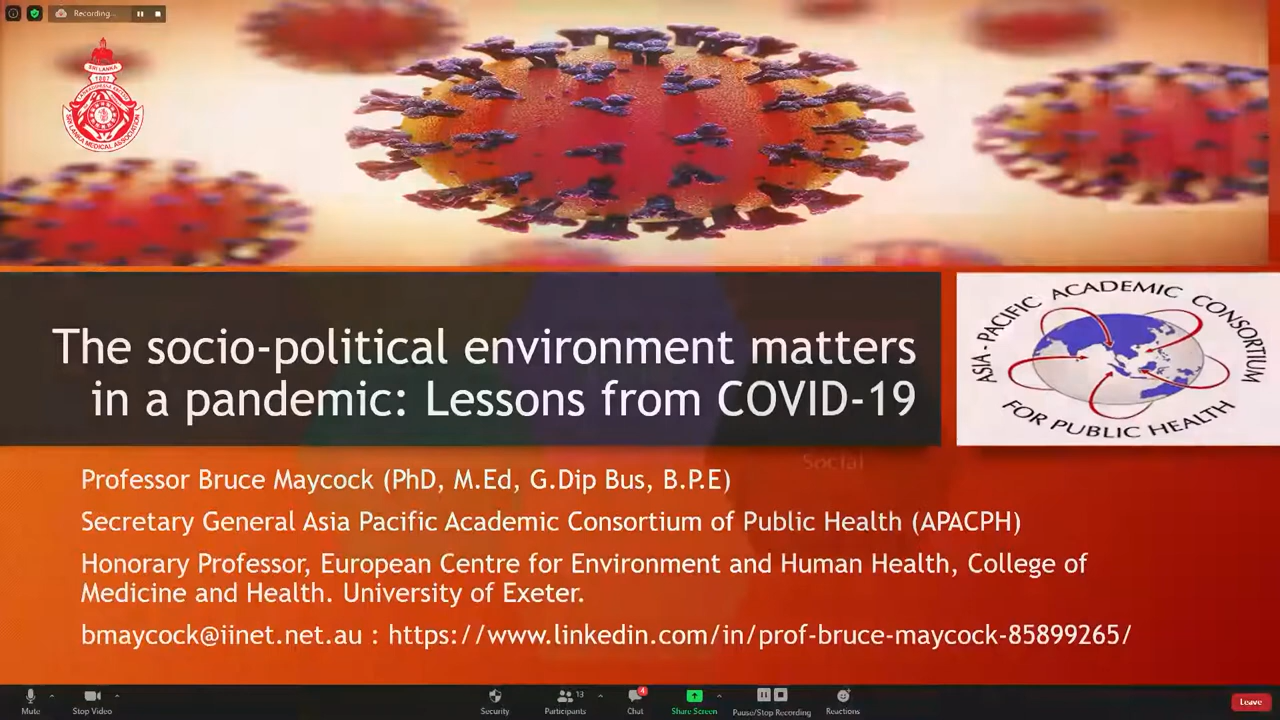 Recording...
SRI LANKA
1887
SRI LANKA MEDICAL ASSOCIATION
The socio-political environment matters
in a pandemic: Lessons from COVID-19
ASIA-PACIFIC ACADEMIC CONSORTIUM
FOR PUBLIC HEALTH
Social
Professor Bruce Maycock (PhD, M.Ed, G.Dip Bus, B.P.E)
Secretary General Asia Pacific Academic Consortium of Public Health (APACPH)
Honorary Professor, European Centre for Environment and Human Health, College of
Medicine and Health. University of Exeter.
bmaycock@iinet.net.au : https://www.linkedin.com/in/prof-bruce-maycock-85899265/
Mute
Stop Video
Security
13
Participants
4
Chat
Share Screen
Pause/Stop Recording
Reactions
Leave